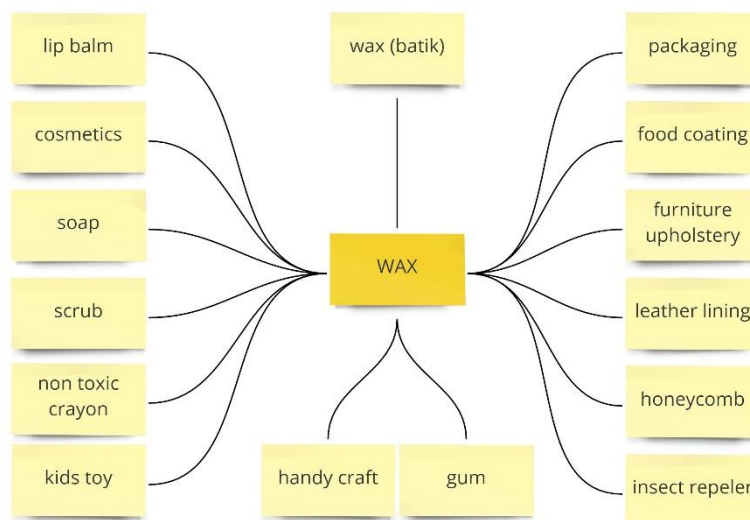 lip balm
wax (batik)
packaging
cosmetics
food coating
soap
furniture
upholstery
WAX
scrub
leather lining
non toxic
crayon
honeycomb
kids toy
handy craft
gum
insect repeler